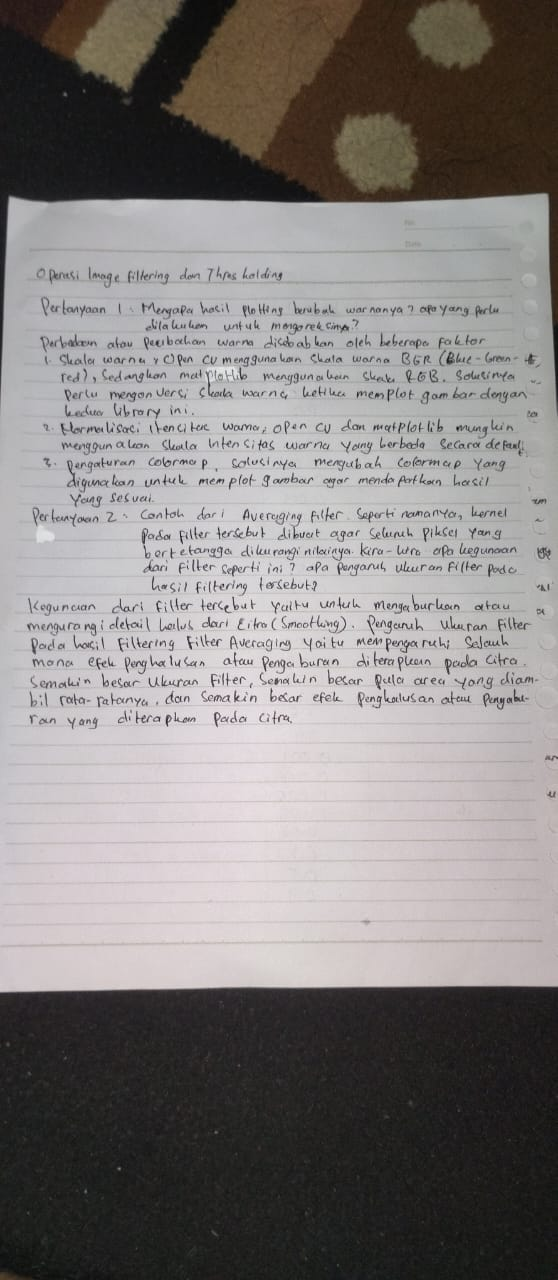 No.
Date
Operasi Image filtering dan Thresholding
Pertanyaan 1 : Mengapa hasil plotting berubah warnanya? apa yang perlu
dilakukan untuk mengoreksinya?
Perbedaan atau perubahan warna disebabkan oleh beberapa faktor
1. Skala warna : Open CV menggunakan skala warna BGR (Blue-Green-
red), sedangkan matplotlib menggunakan skala RGB. Solusinya
perlu mengonversi skala warna ketika memplot gambar dengan
kedua library ini.
2. Normalisasi itensitas warna, open cv dan matplotlib mungkin
menggunakan skala intensitas warna yang berbeda secara default.
3. pengaturan colormap, solusinya mengubah colormap yang
digunakan untuk memplot gambar agar mendapatkan hasil
yang sesuai.
Pertanyaan 2 : Contoh dari Averaging filter. Seperti namanya, kernel
pada filter tersebut dibuat agar seluruh piksel yang
bertetangga dikurangi nilainya. kira-kira apa kegunaan
dari filter seperti ini? apa pengaruh ukuran filter pada
hasil filtering tersebut?
Kegunaan dari filter tersebut yaitu untuk mengaburkan atau
mengurangi detail halus dari Citra (Smoothing). Pengaruh ukuran filter
pada hasil filtering filter Averaging yaitu mempengaruhi sejauh
mana efek penghalusan atau pengaburan diterapkan pada citra.
Semakin besar ukuran filter, Semakin besar pula area yang diam-
bil rata-ratanya, dan semakin besar efek penghalusan atau pengabu-
ran yang diterapkan pada citra.